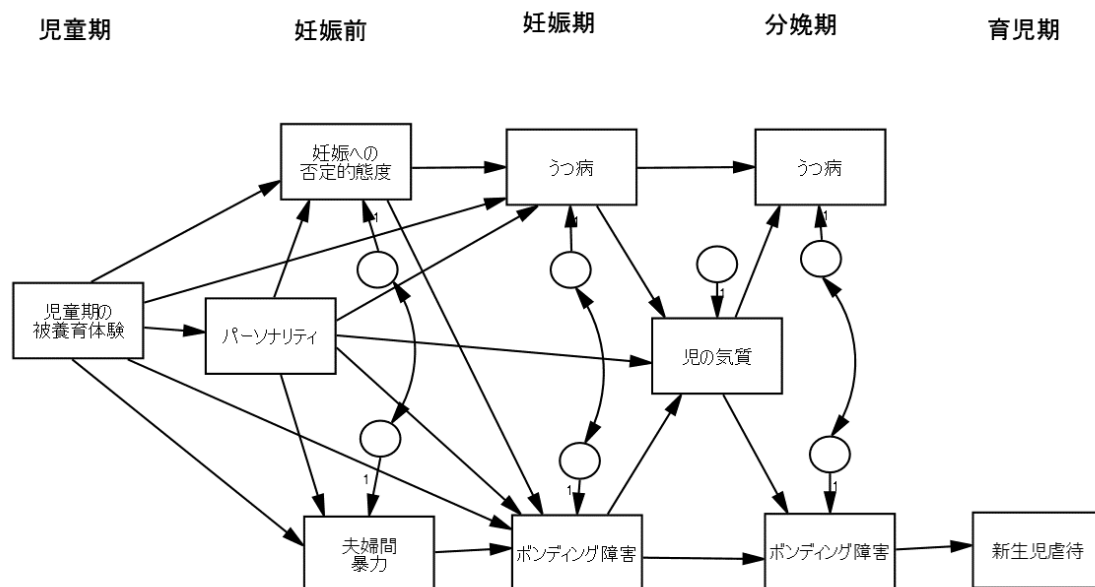 児童期
妊娠前
妊娠期
分娩期
育児期
妊娠への
否定的態度
うつ病
うつ病
1
1
1
1
児童期の
被養育体験
パーソナリティ
児の気質
1
1
1
夫婦間
暴力
ボンディング障害
ボンディング障害
新生児虐待